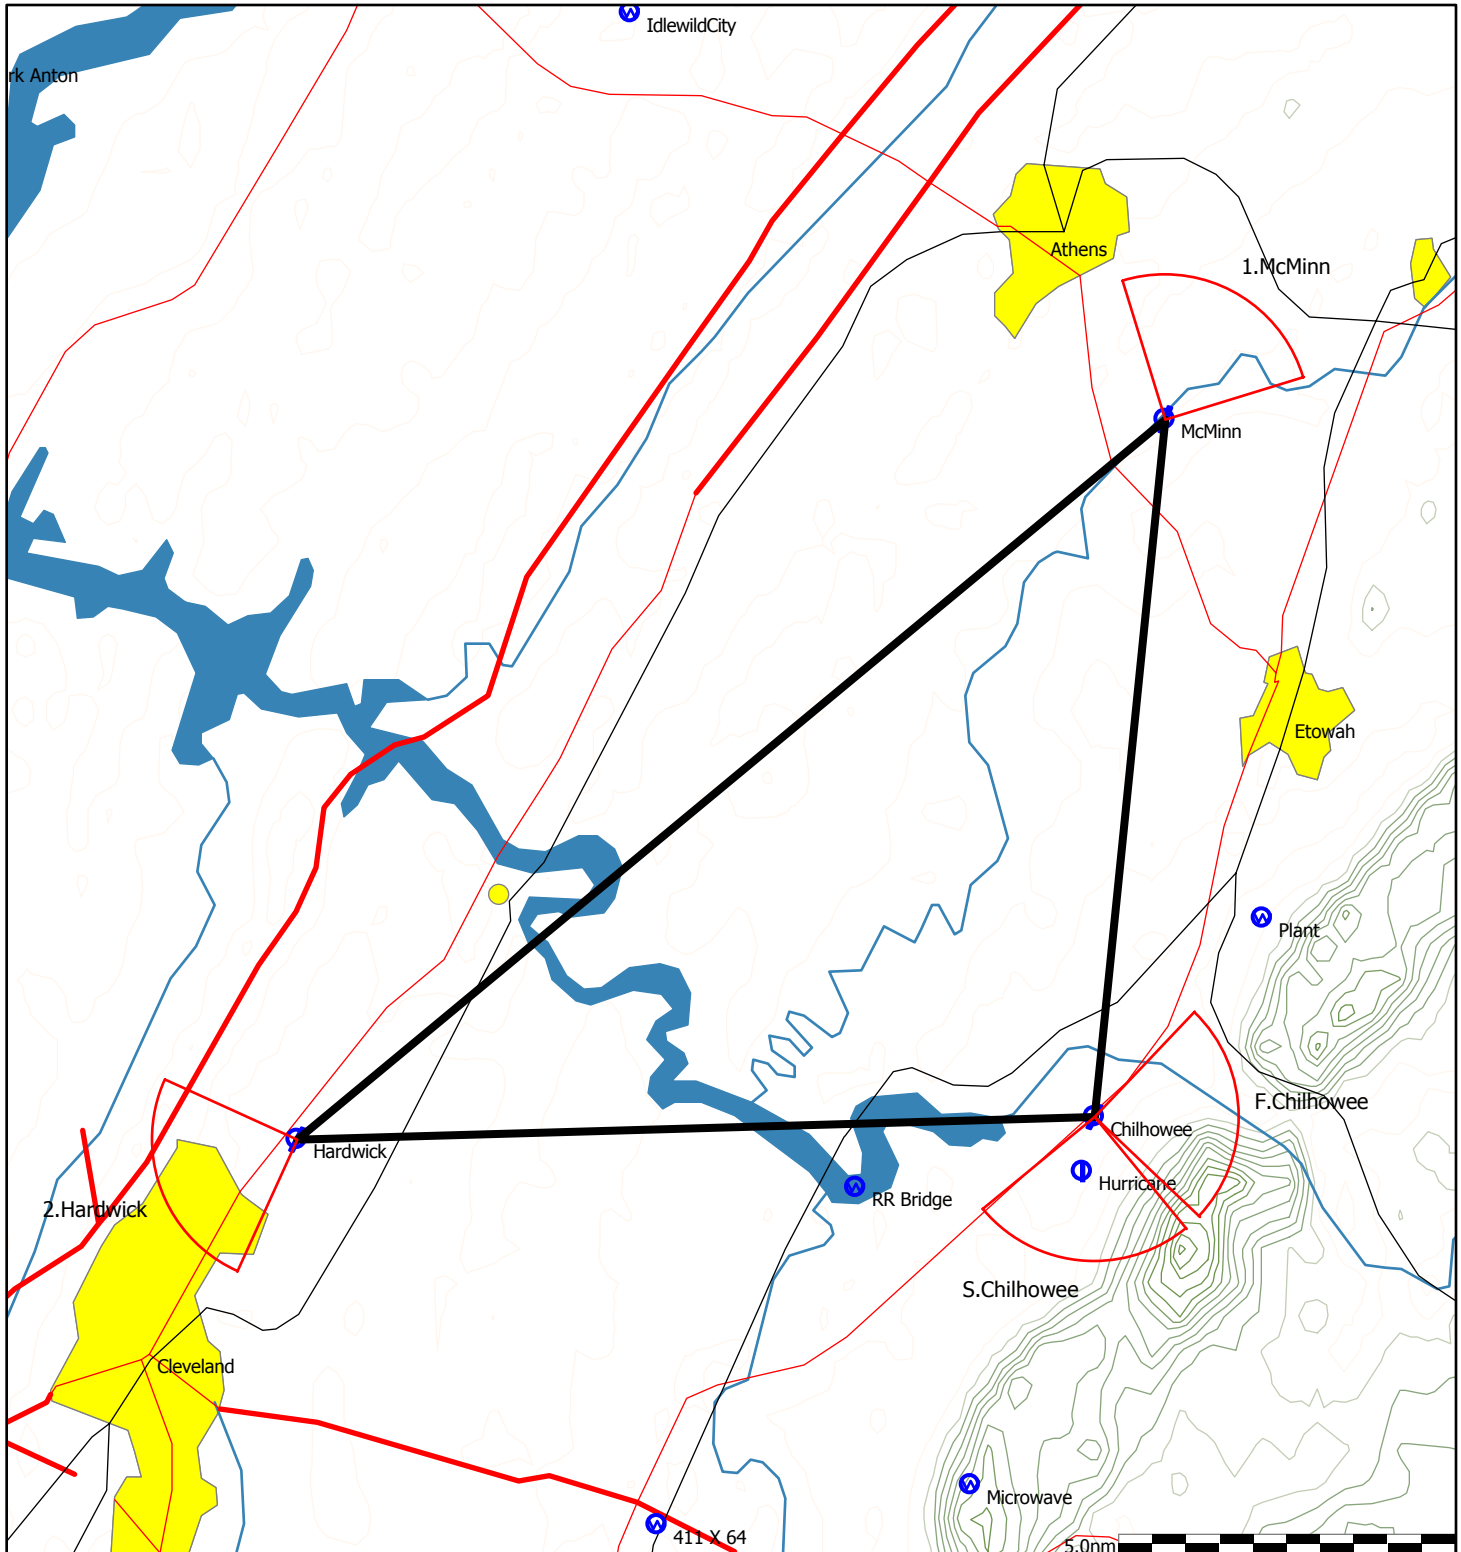 IdlewildCity
rk Anton
Athens
1.McMinn
McMinn
Etowah
Plant
F.Chilhowee
Chilhowee
Hardwick
Hurricane
RR Bridge
2.Hardwick
S.Chilhowee
Cleveland
Microwave
411 X 64
5.0nm